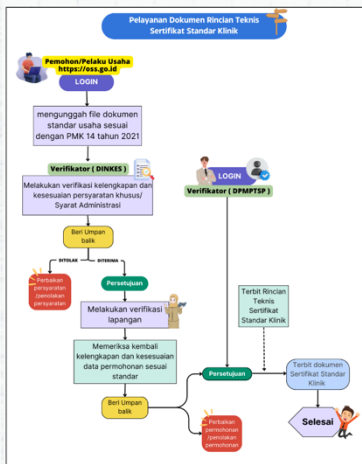 Pelayanan Dokumen Rincian Teknis
Sertifikat Standar Klinik
Pemohon/Pelaku Usaha
https://oss.go.id
LOGIN
mengunggah file dokumen
standar usaha sesuai
dengan PMK 14 tahun 2021
Verifikator ( DINKES )
Melakukan verifikasi kelengkapan dan
kesesuaian persyaratan khusus/
Syarat Administrasi
LOGIN
Verifikator ( DPMPTSP )
Beri Umpan
balik
DITOLAK
DITERIMA
Perbaikan
persyaratan
/penolakan
persyaratan
Persetujuan
Melakukan verifikasi
lapangan
Terbit Rincian
Teknis
Sertifikat
Standar Klinik
Memeriksa kembali
kelengkapan dan kesesuaian
data permohonan sesuai
standar
Persetujuan
Terbit dokumen
Sertifikat Standar
Klinik
Beri Umpan
balik
Perbaikan
permohonan
/penolakan
permohonan
Selesai